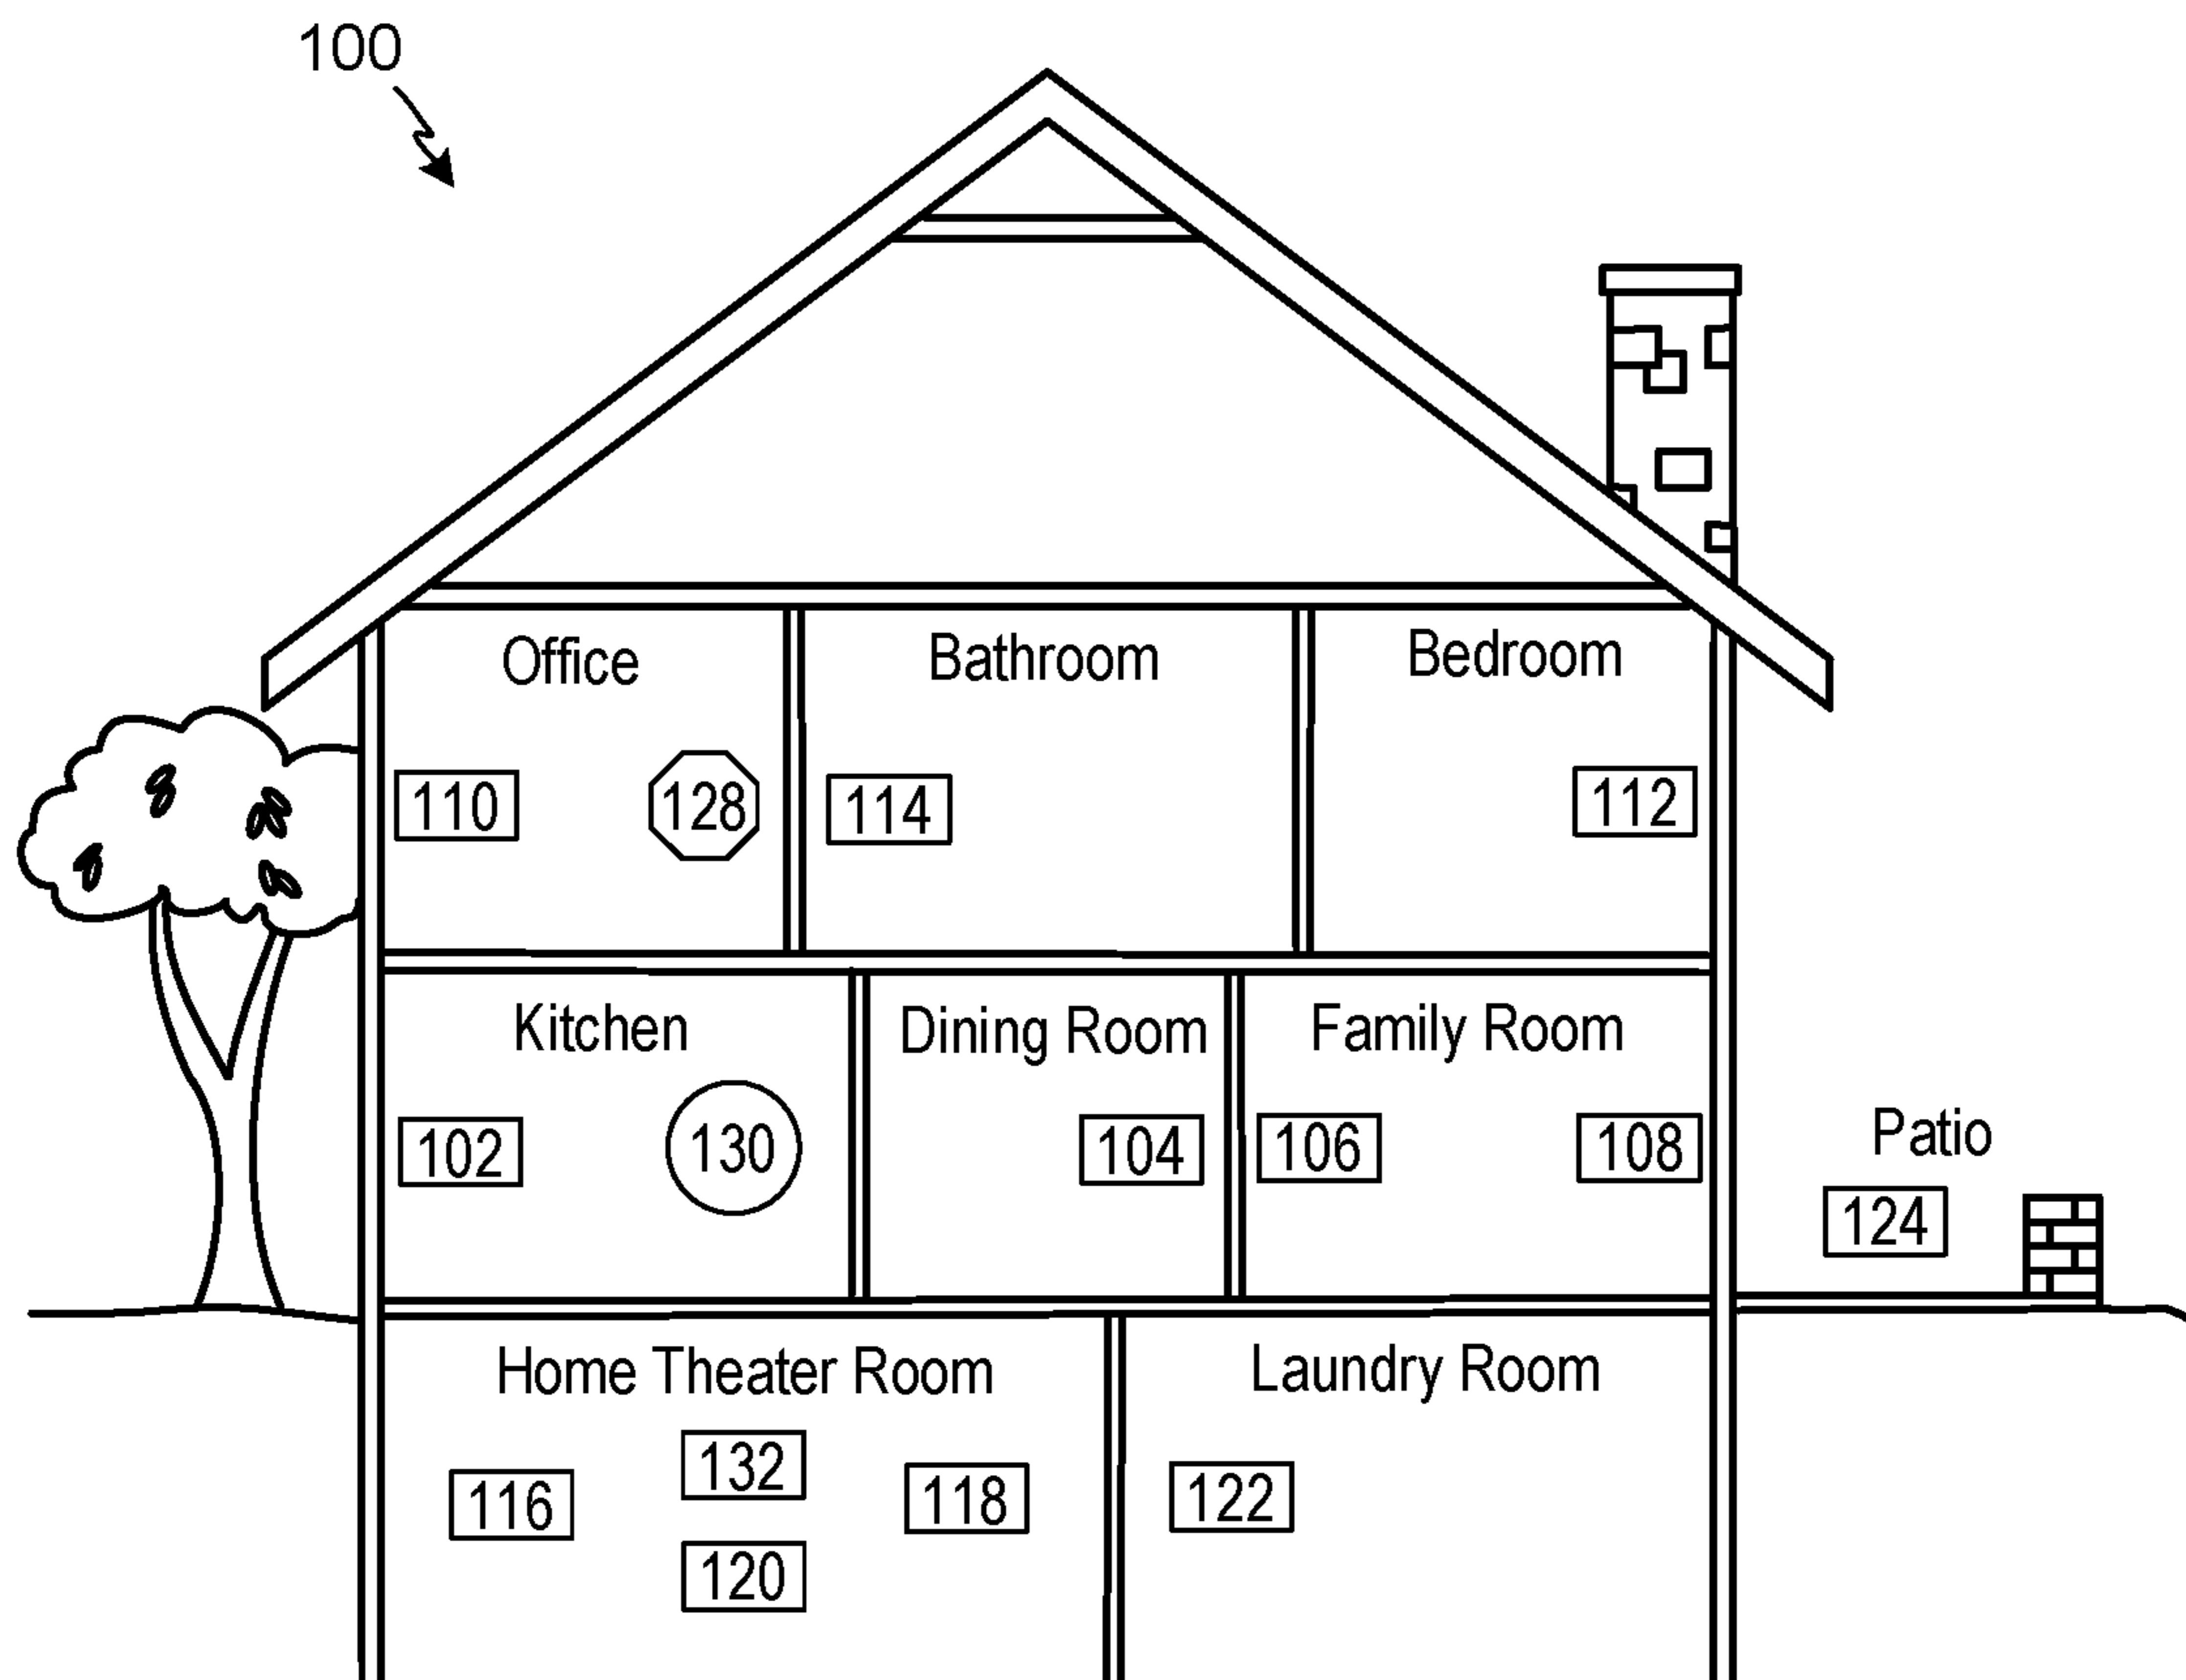 100
Office
Bathroom
Bedroom
110
128
114
112
Kitchen
Dining Room
Family Room
102
130
104
106
108
Patio
124
Home Theater Room
Laundry Room
116
132
118
122
120